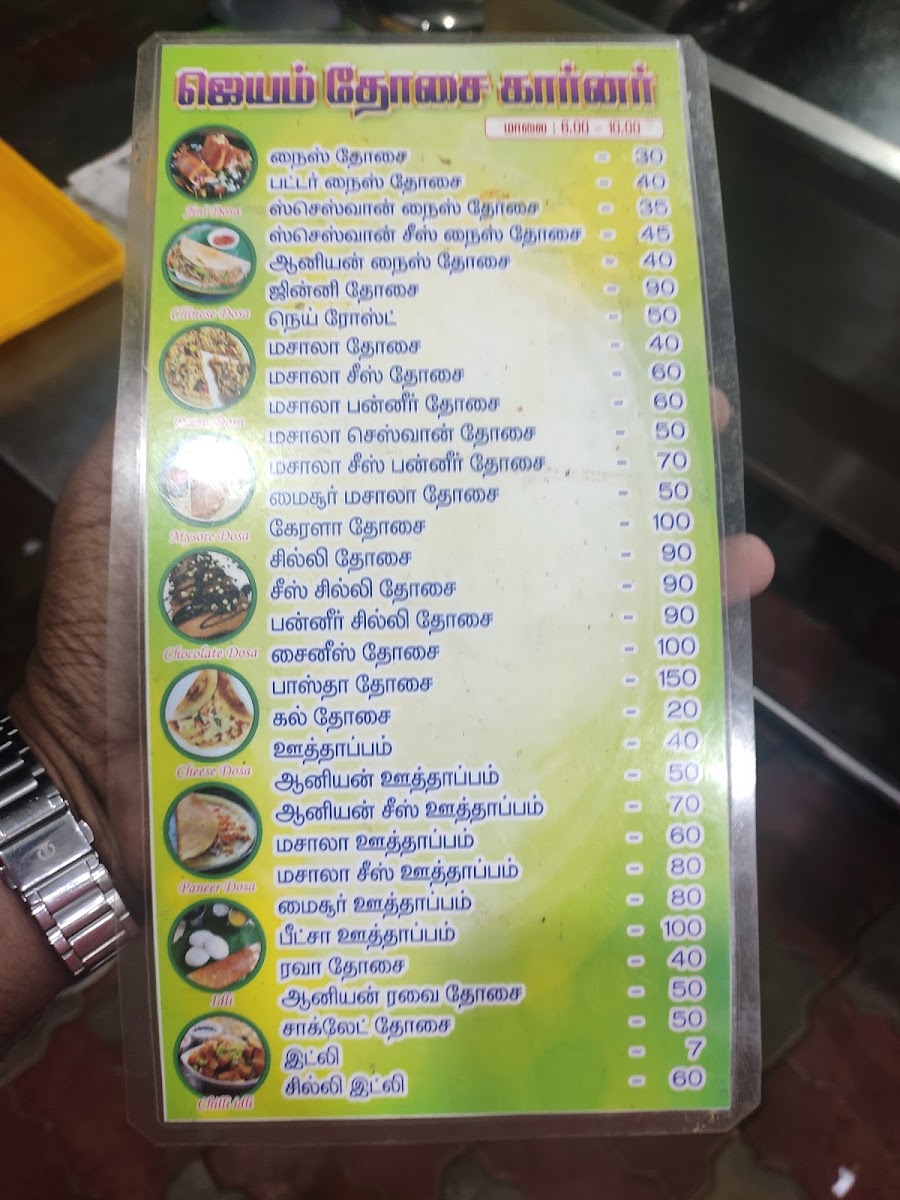 ஜெயம் தோசை கார்னர்
மாலை | 6.00 - 10.00
நைஸ் தோசை - 30
பட்டர் நைஸ் தோசை - 40
ஸ்செஸ்வான் நைஸ் தோசை - 35
ஸ்செஸ்வான் சீஸ் நைஸ் தோசை - 45
ஆனியன் நைஸ் தோசை - 40
ஜின்னி தோசை - 90
நெய் ரோஸ்ட் - 50
மசாலா தோசை - 40
மசாலா சீஸ் தோசை - 60
மசாலா பன்னீர் தோசை - 60
மசாலா செஸ்வான் தோசை - 50
மசாலா சீஸ் பன்னீர் தோசை - 70
மைசூர் மசாலா தோசை - 50
கேரளா தோசை - 100
சில்லி தோசை - 90
சீஸ் சில்லி தோசை - 90
பன்னீர் சில்லி தோசை - 90
சைனீஸ் தோசை - 100
பாஸ்தா தோசை - 150
கல் தோசை - 20
ஊத்தாப்பம் - 40
ஆனியன் ஊத்தாப்பம் - 50
ஆனியன் சீஸ் ஊத்தாப்பம் - 70
மசாலா ஊத்தாப்பம் - 60
மசாலா சீஸ் ஊத்தாப்பம் - 80
மைசூர் ஊத்தாப்பம் - 80
பீட்சா ஊத்தாப்பம் - 100
ரவா தோசை - 40
ஆனியன் ரவை தோசை - 50
சாக்லேட் தோசை - 50
இட்லி - 7
சில்லி இட்லி - 60
Dosa
Chinese Dosa
Dosa
Mysore Dosa
Chocolate Dosa
Cheese Dosa
Paneer Dosa
Idli
Chilli idli